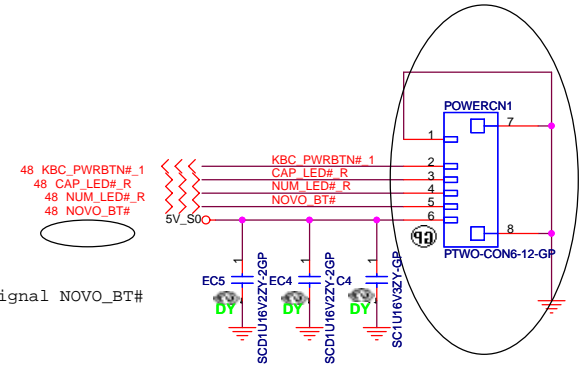 POWERCN1
7
1
48 KBC_PWRBTN#_1
KBC_PWRBTN#_1
2
48 CAP_LED#_R
CAP_LED#_R
3
48 NUM_LED#_R
NUM_LED#_R
4
48 NOVO_BT#
NOVO_BT#
5
5V_S0
6
8
PTWO-CON6-12-GP
1
1
1
EC5
SCD1U16V2ZY-2GP
EC4
SCD1U16V2ZY-2GP
C4
SC1U16V3ZY-GP
DY
DY
DY
ignal NOVO_BT#